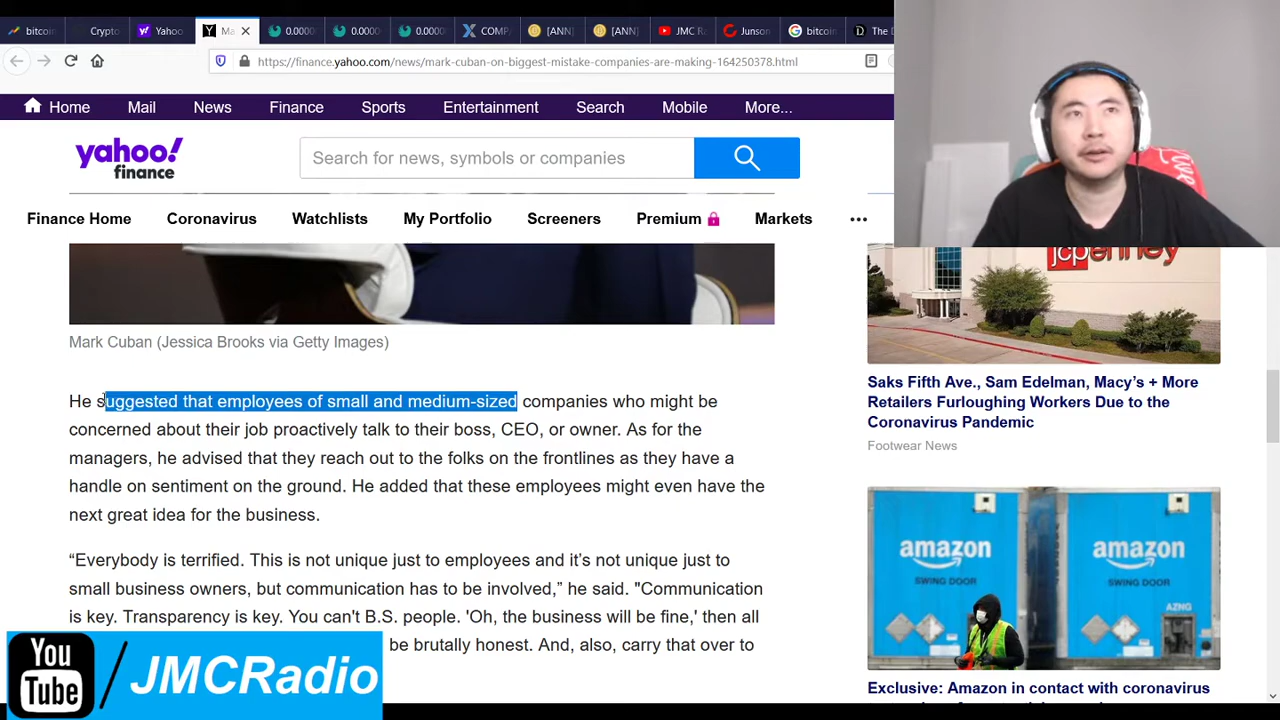 bitcoin
Crypto
Yahoo
Ma
0.0000
0.0000
0.0000
COMP
[ANN]
[ANN]
JMC R
Junson
bitcoin
The D
https://finance.yahoo.com/news/mark-cuban-on-biggest-mistake-companies-are-making-164250378.html
Home Mail News Finance Sports Entertainment Search Mobile More...
yahoo!
finance
Search for news, symbols or companies
Finance Home Coronavirus Watchlists My Portfolio Screeners Premium Markets
Mark Cuban (Jessica Brooks via Getty Images)
He suggested that employees of small and medium-sized companies who might be
concerned about their job proactively talk to their boss, CEO, or owner. As for the
managers, he advised that they reach out to the folks on the frontlines as they have a
handle on sentiment on the ground. He added that these employees might even have the
next great idea for the business.
“Everybody is terrified. This is not unique just to employees and it’s not unique just to
small business owners, but communication has to be involved,” he said. "Communication
is key. Transparency is key. You can't B.S. people. 'Oh, the business will be fine,' then all
be brutally honest. And, also, carry that over to
jcpenney
Saks Fifth Ave., Sam Edelman, Macy’s + More
Retailers Furloughing Workers Due to the
Coronavirus Pandemic
Footwear News
amazon
SWING DOOR
amazon
SWING DOOR
AZNG
Exclusive: Amazon in contact with coronavirus
You
Tube
/JMCRadio